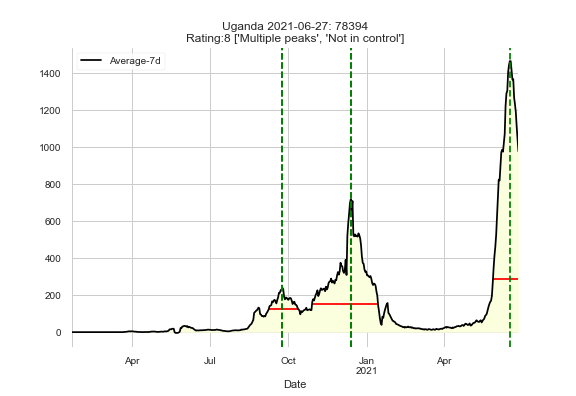 Uganda 2021-06-27: 78394
Rating:8 ['Multiple peaks', 'Not in control']
Average-7d
1400
1200
1000
800
600
400
200
0
Apr Jul Oct Jan Apr
2021
Date